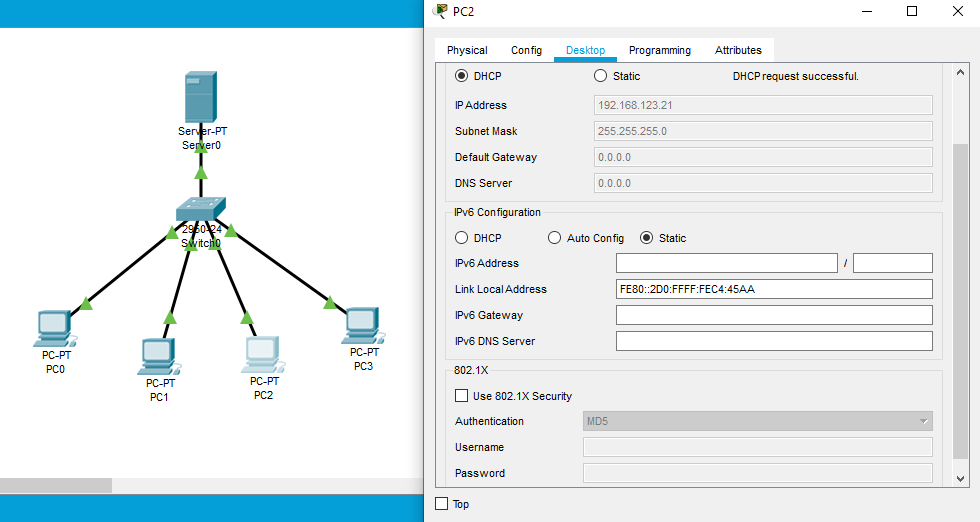 PC2
Physical Config Desktop Programming Attributes
DHCP Static DHCP request successful.
IP Address 192.168.123.21
Subnet Mask 255.255.255.0
Default Gateway 0.0.0.0
DNS Server 0.0.0.0
IPv6 Configuration
DHCP Auto Config Static
IPv6 Address /
Link Local Address FE80::2D0:FFFF:FEC4:45AA
IPv6 Gateway
IPv6 DNS Server
802.1X
Use 802.1X Security
Authentication MD5
Username
Password
Top
Server-PT
Server0
2960-24
Switch0
PC-PT
PC0
PC-PT
PC1
PC-PT
PC2
PC-PT
PC3